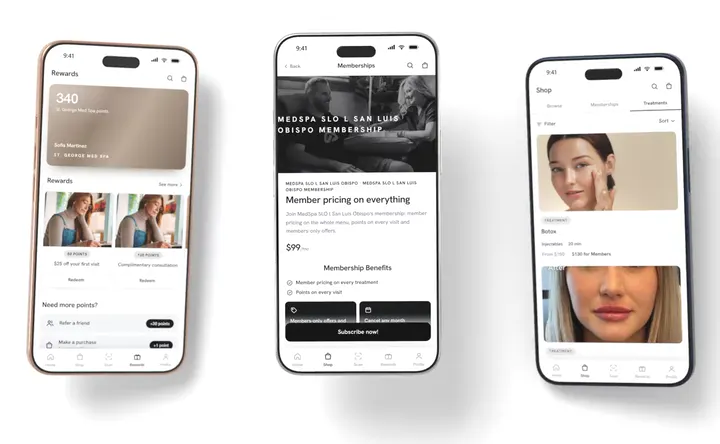 9:41
Rewards
340
St. George Med Spa points
Sofia Martinez
ST. GEORGE MED SPA
Rewards
See more
50 POINTS
$25 off your first visit
Redeem
150 POINTS
Complimentary consultation
Redeem
Need more points?
Refer a friend
+30 points
Make a purchase
+1 point
Home
Shop
Scan
Rewards
Profile
9:41
Back
Memberships
MEDSPA SLO | SAN LUIS
OBISPO MEMBERSHIP
MEDSPA SLO | SAN LUIS OBISPO · MEDSPA SLO | SAN LUIS
OBISPO MEMBERSHIP
Member pricing on everything
Join MedSpa SLO | San Luis Obispo's membership: member
pricing on the whole menu, points on every visit and
members only offers.
$99/mo
Membership Benefits
Member pricing on every treatment
Points on every visit
Members-only offers and
Cancel any month
Subscribe now!
Home
Shop
Scan
Rewards
Profile
9:41
Shop
Browse
Memberships
Treatments
Filter
Sort
TREATMENT
Botox
Injectables
20 min
$130 for Members
after
TREATMENT
Home
Shop
Scan
Rewards
Profile